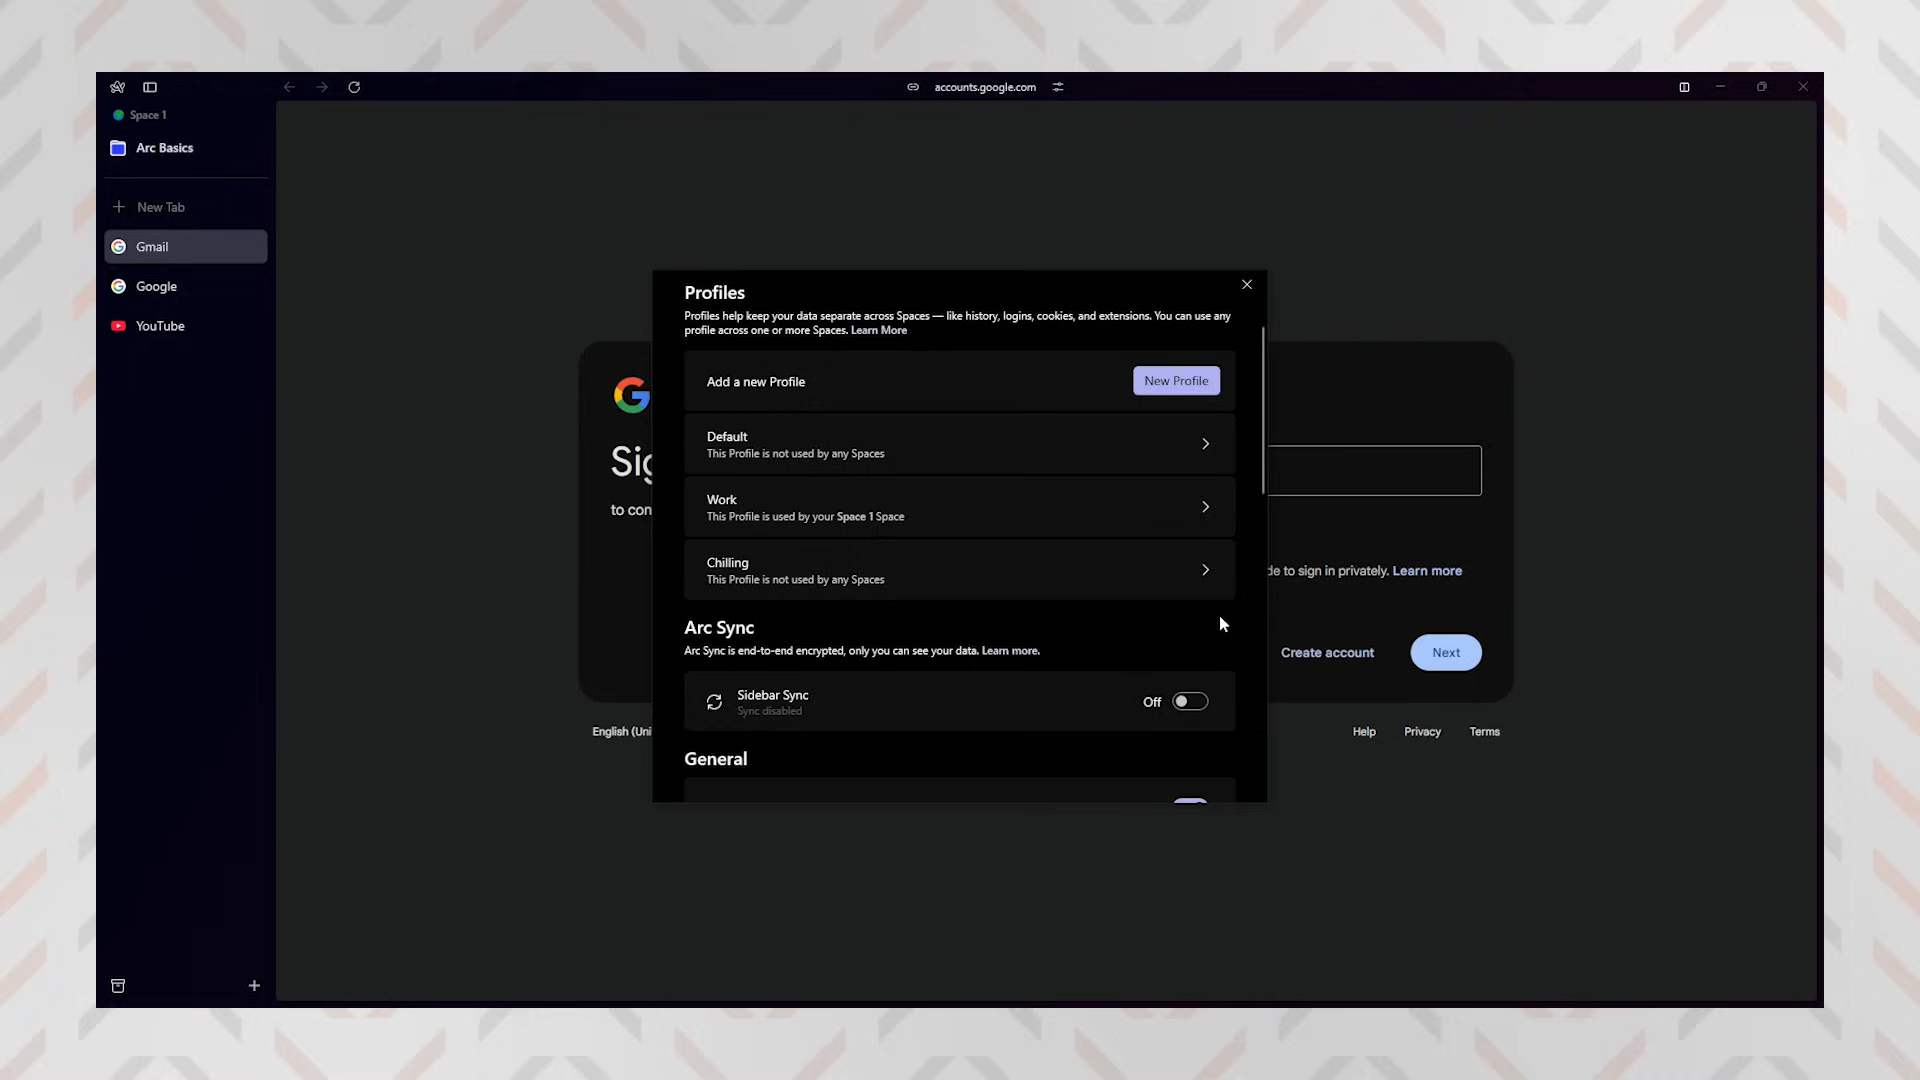 accounts.google.com
Space 1
Arc Basics
New Tab
Gmail
Google
YouTube
Profiles
Profiles help keep your data separate across Spaces — like history, logins, cookies, and extensions. You can use any
profile across one or more Spaces. Learn More
Add a new Profile
New Profile
Default
This Profile is not used by any Spaces
Work
This Profile is used by your Space 1 Space
Chilling
This Profile is not used by any Spaces
Arc Sync
Arc Sync is end-to-end encrypted, only you can see your data. Learn more.
Sidebar Sync
Sync disabled
Off
General
to con
de to sign in privately. Learn more
Create account
Next
English (Uni
Help
Privacy
Terms